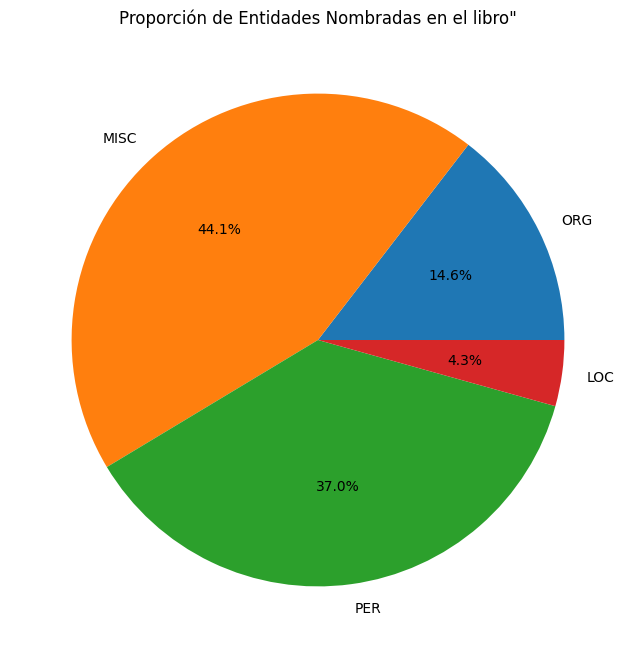 Proporción de Entidades Nombradas en el libro"
MISC
44.1%
ORG
14.6%
4.3%
LOC
37.0%
PER